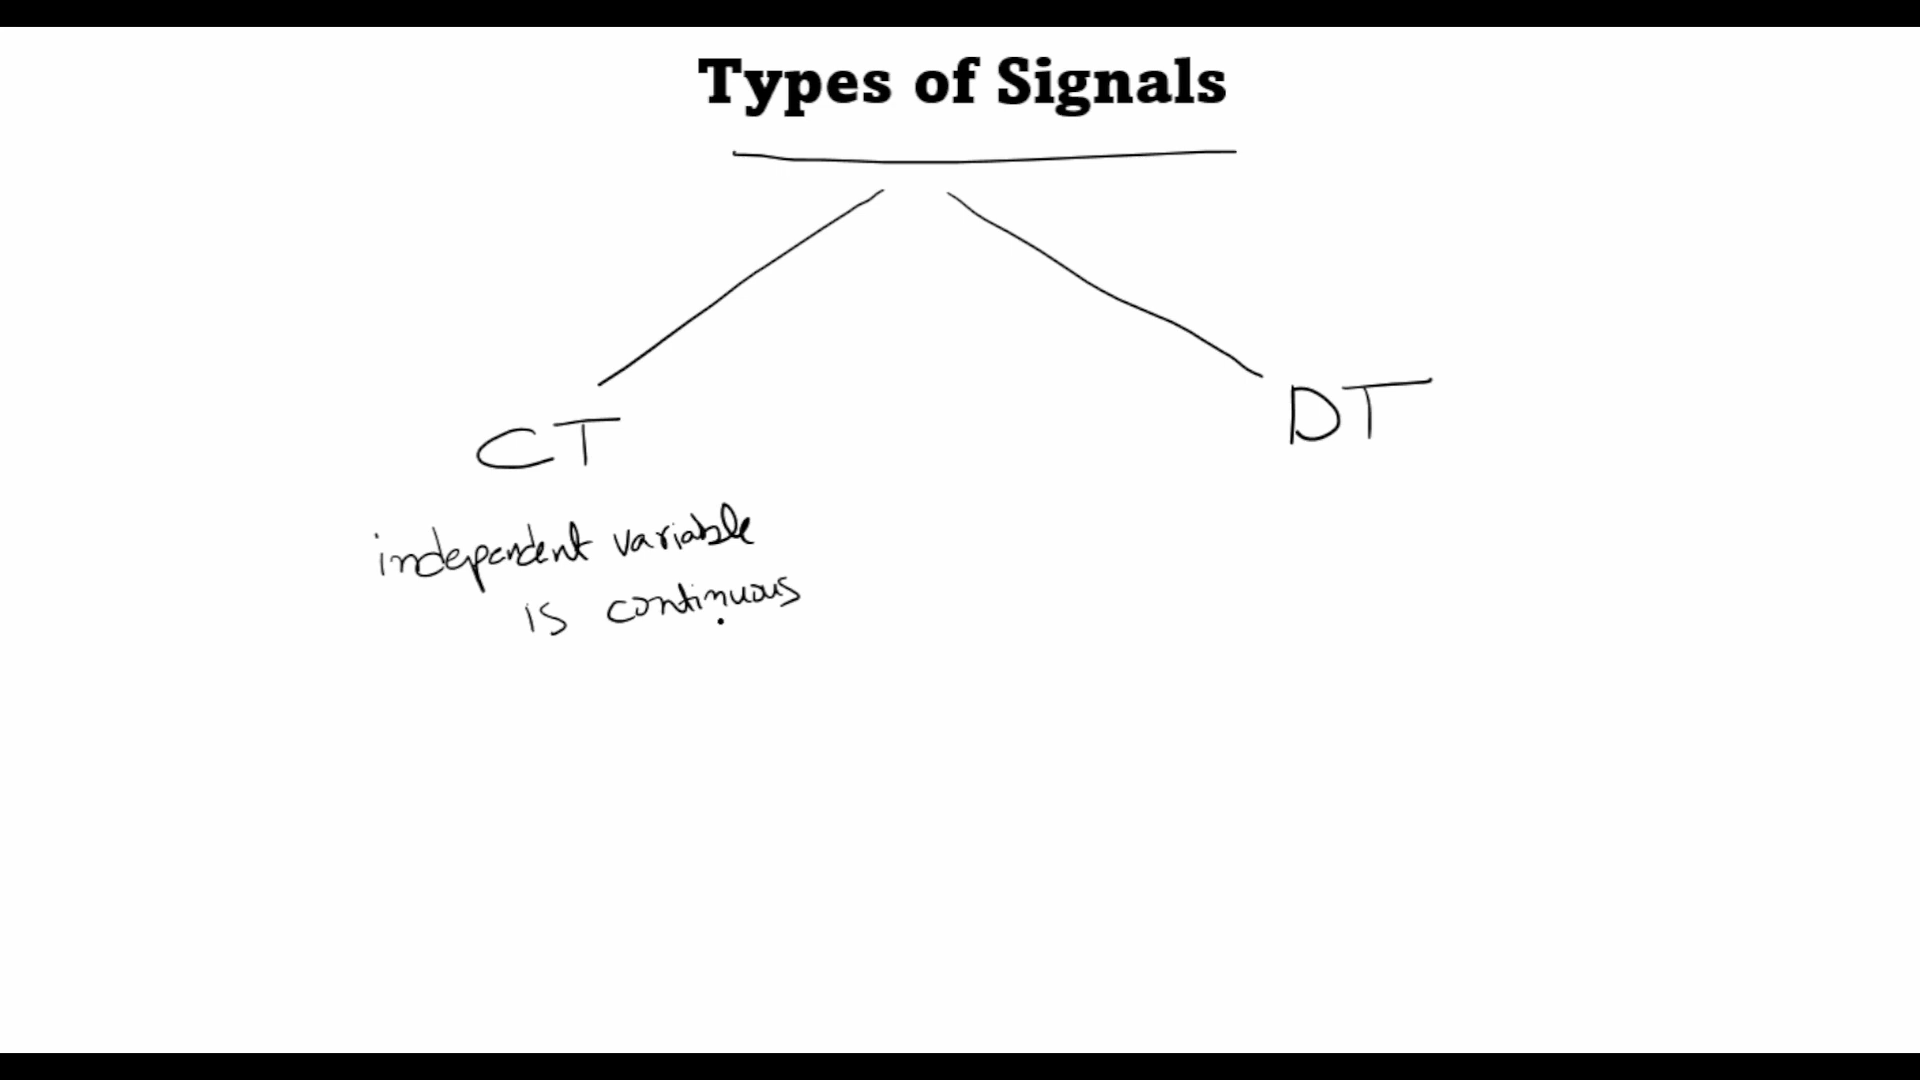 Types of Signals
CT
DT
independent variable
is continuous